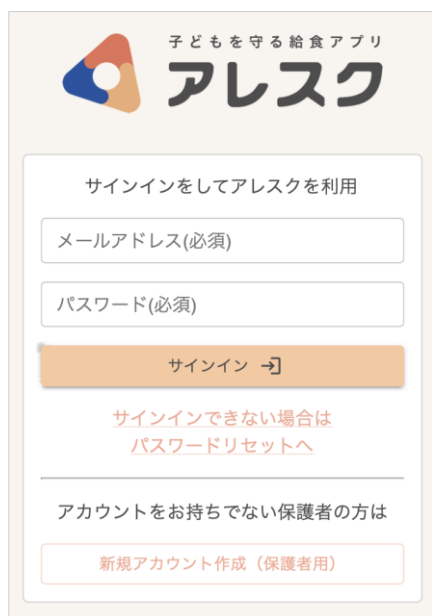 子どもを守る給食アプリ
アレスク
サインインをしてアレスクを利用
メールアドレス(必須)
パスワード(必須)
サインイン
サインインできない場合は
パスワードリセットへ
アカウントをお持ちでない保護者の方は
新規アカウント作成（保護者用）